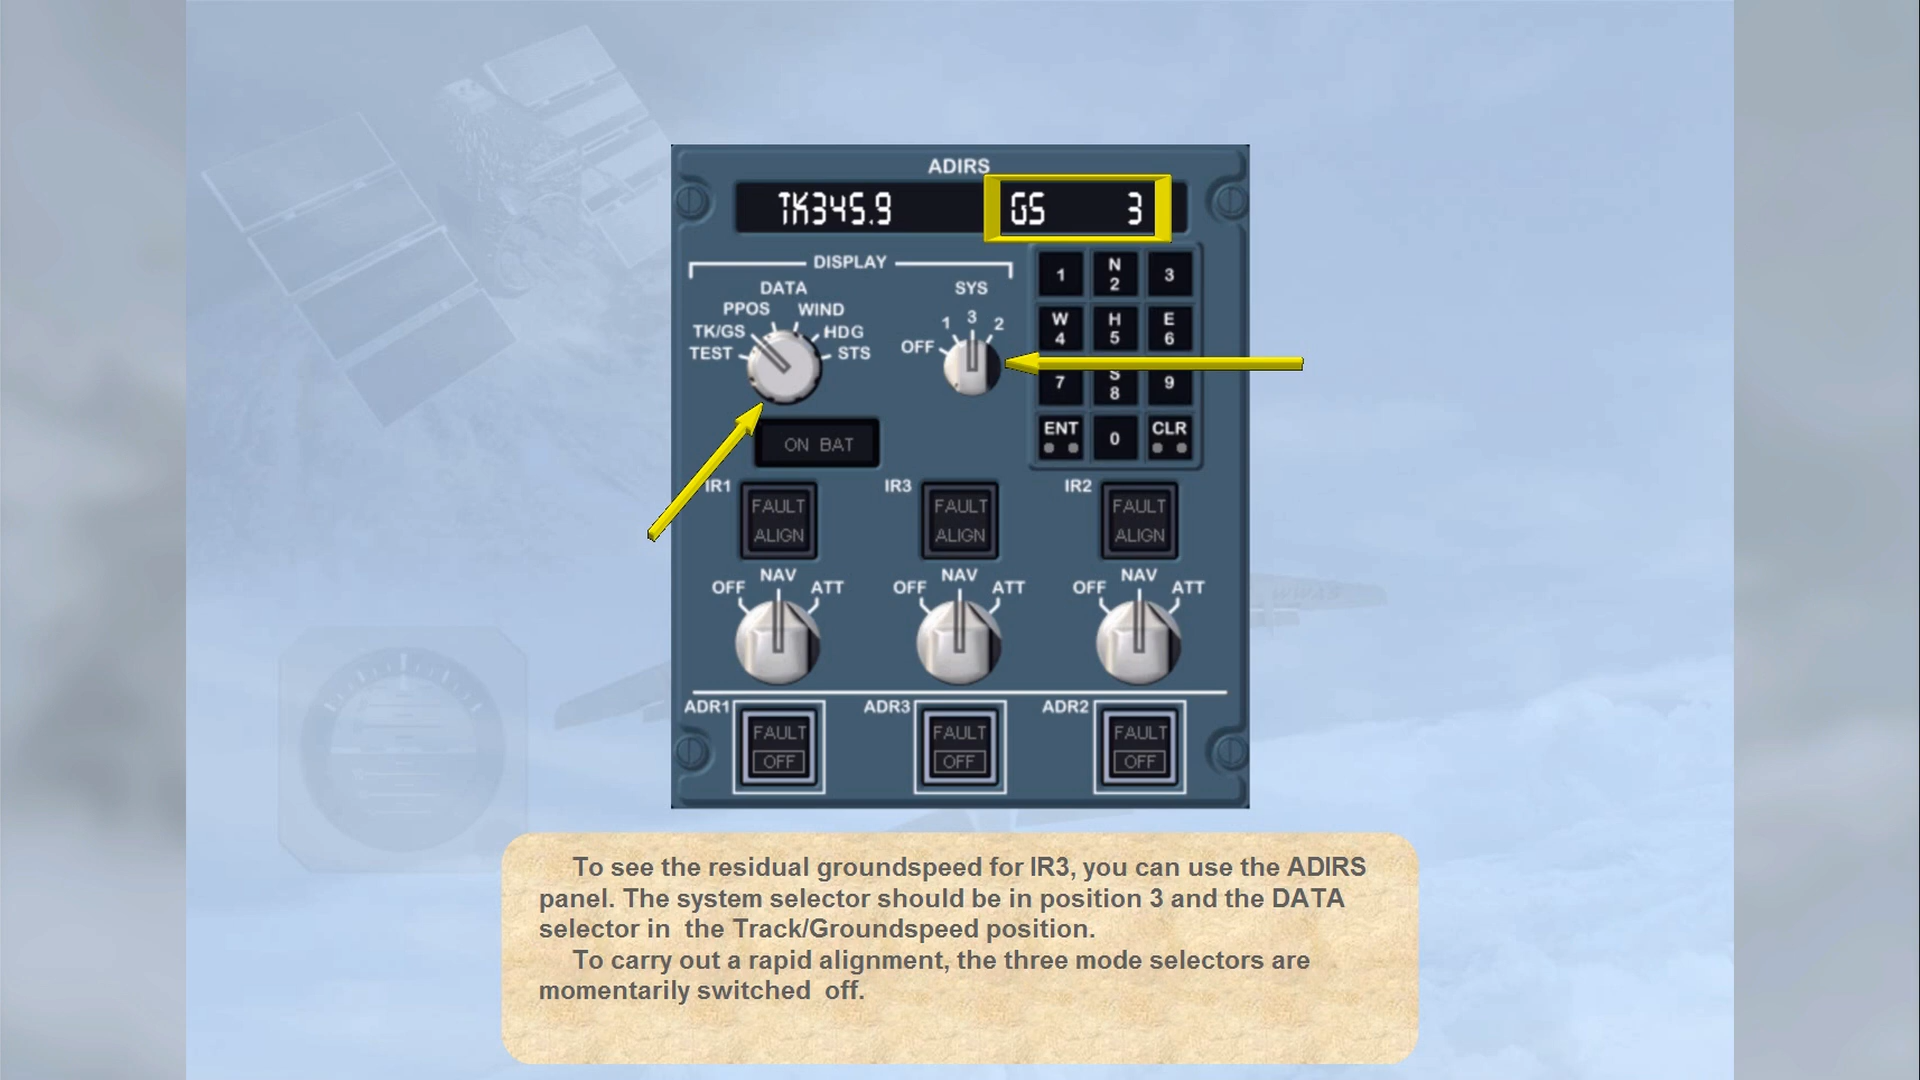 ADIRS
TK345.9 GS 3
DISPLAY
DATA SYS
PPOS WIND
TK/GS HDG
TEST STS
OFF 1 3 2
1 N 2 3
W 4 H 5 E 6
7 S 8 9
ENT 0 CLR
ON BAT
IR1 FAULT ALIGN
IR3 FAULT ALIGN
IR2 FAULT ALIGN
OFF NAV ATT
OFF NAV ATT
OFF NAV ATT
ADR1 FAULT OFF
ADR3 FAULT OFF
ADR2 FAULT OFF
To see the residual groundspeed for IR3, you can use the ADIRS
panel. The system selector should be in position 3 and the DATA
selector in the Track/Groundspeed position.
To carry out a rapid alignment, the three mode selectors are
momentarily switched off.